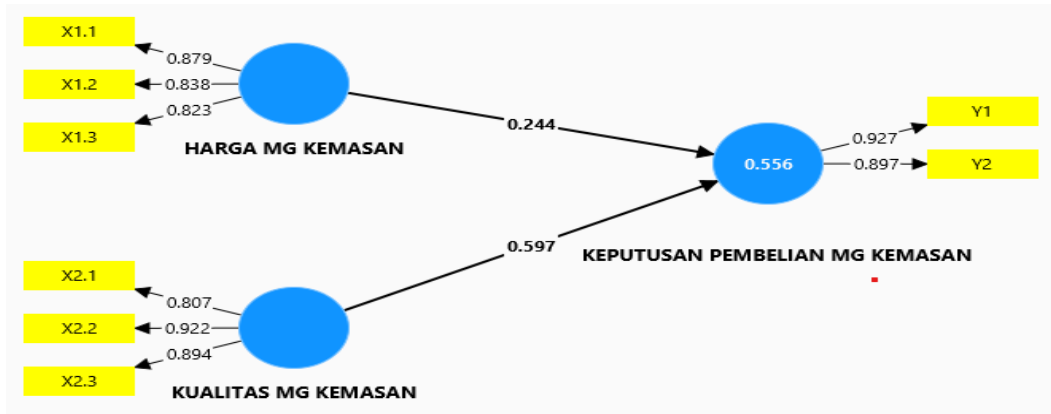 X1.1
0.879
X1.2
0.838
0.823
X1.3
HARGA MG KEMASAN
0.244
Y1
0.927
0.556
0.897
Y2
0.597
KEPUTUSAN PEMBELIAN MG KEMASAN
X2.1
0.807
X2.2
0.922
0.894
X2.3
KUALITAS MG KEMASAN